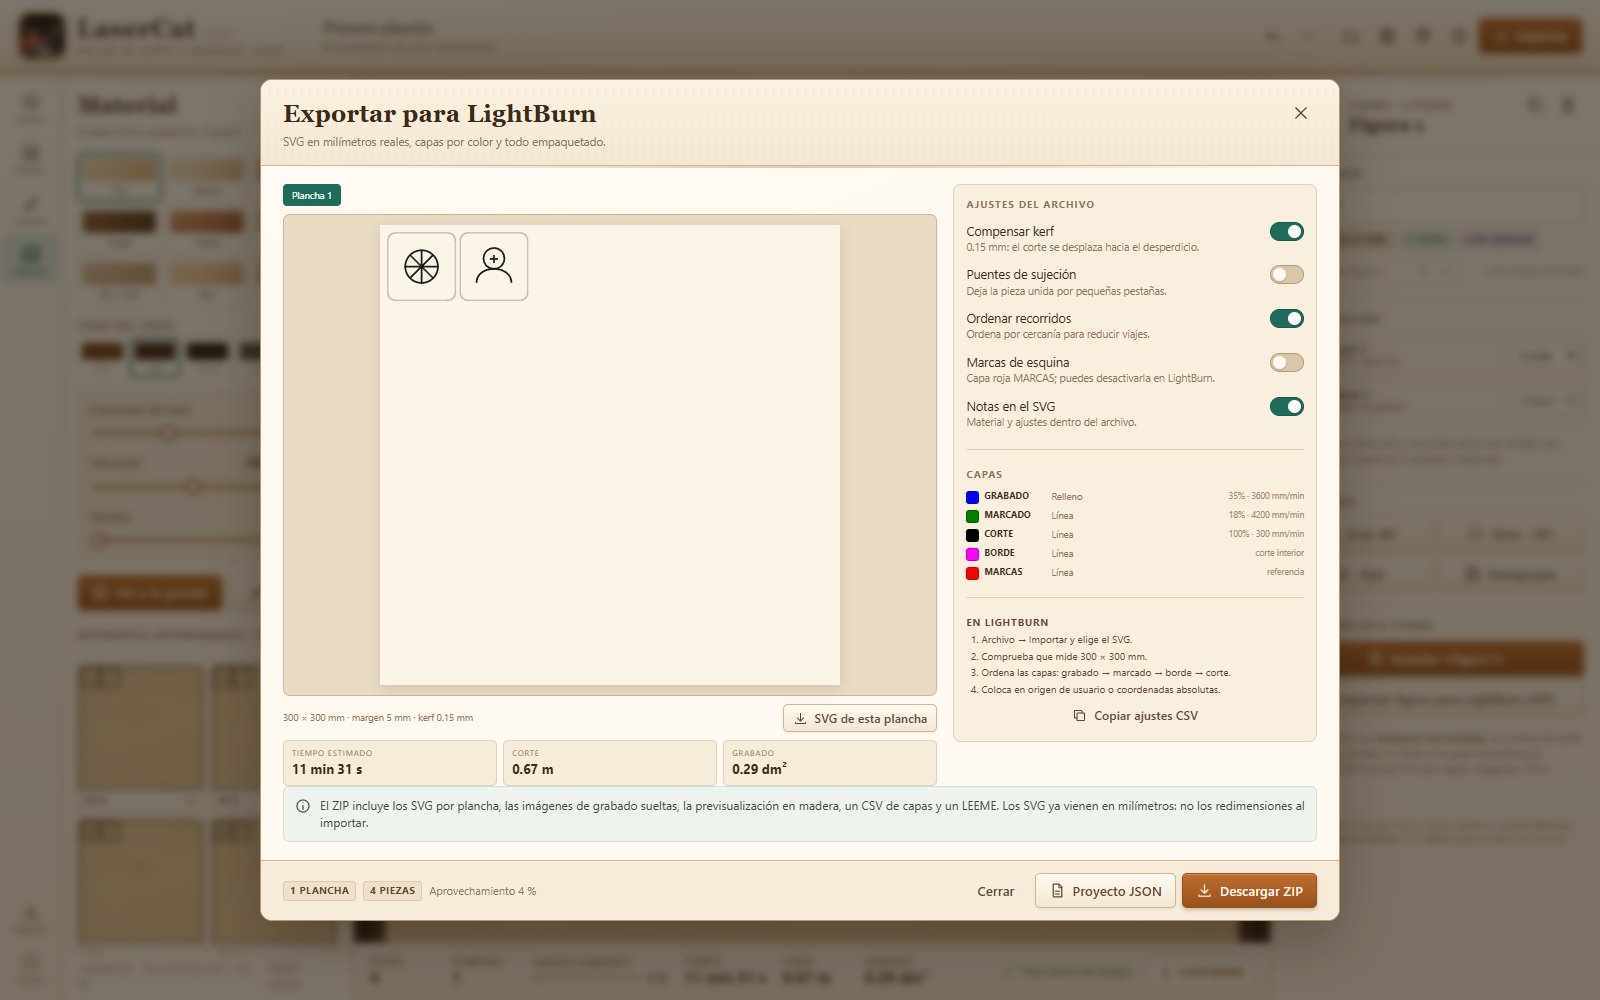 LaserCat
Primera plancha
Material
Figura 1
Exportar para LightBurn
SVG en milímetros reales, capas por color y todo empaquetado.
Plancha 1
300 × 300 mm · margen 5 mm · kerf 0.15 mm
SVG de esta plancha
TIEMPO ESTIMADO
11 min 31 s
CORTE
0.67 m
GRABADO
0.29 dm²
AJUSTES DEL ARCHIVO
Compensar kerf
0.15 mm: el corte se desplaza hacia el desperdicio.
Puentes de sujeción
Deja la pieza unida por pequeñas pestañas.
Ordenar recorridos
Ordena por cercanía para reducir viajes.
Marcas de esquina
Capa roja MARCAS; puedes desactivarla en LightBurn.
Notas en el SVG
Material y ajustes dentro del archivo.
CAPAS
GRABADO Relleno 35% · 3600 mm/min
MARCADO Línea 18% · 4200 mm/min
CORTE Línea 100% · 300 mm/min
BORDE Línea corte interior
MARCAS Línea referencia
EN LIGHTBURN
1. Archivo → Importar y elige el SVG.
2. Comprueba que mide 300 × 300 mm.
3. Ordena las capas: grabado → marcado → borde → corte.
4. Coloca en origen de usuario o coordenadas absolutas.
Copiar ajustes CSV
El ZIP incluye los SVG por plancha, las imágenes de grabado sueltas, la previsualización en madera, un CSV de capas y un LEEME. Los SVG ya vienen en milímetros: no los redimensiones al
importar.
1 PLANCHA 4 PIEZAS Aprovechamiento 4 %
Cerrar
Proyecto JSON
Descargar ZIP